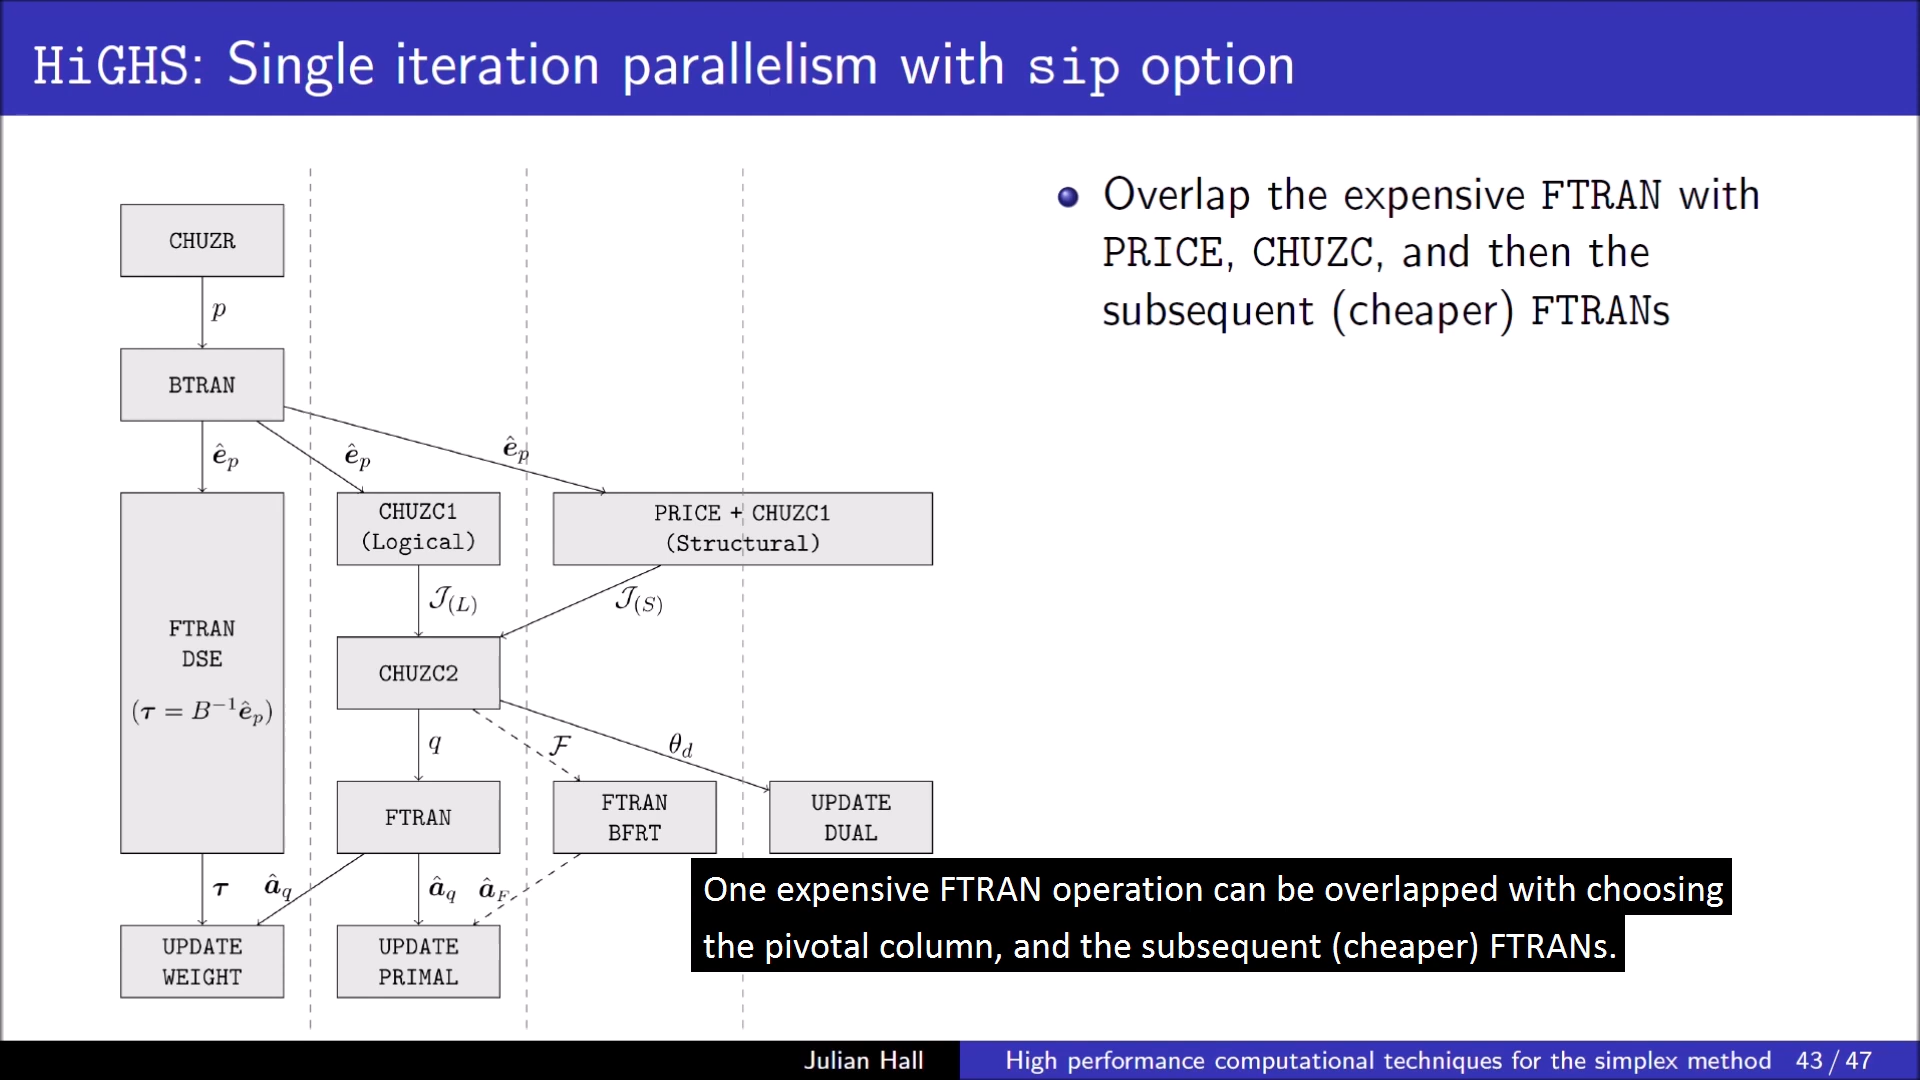 HiGHS: Single iteration parallelism with sip option
CHUZR
p
BTRAN
ê_p
ê_p
ê_p
CHUZC1
(Logical)
PRICE + CHUZC1
(Structural)
𝒥_(L)
𝒥_(S)
FTRAN
DSE
(τ = B⁻¹ê_p)
CHUZC2
q
ℱ
θ_d
FTRAN
FTRAN
BFRT
UPDATE
DUAL
τ
â_q
â_q
â_F
UPDATE
WEIGHT
UPDATE
PRIMAL
Overlap the expensive FTRAN with
PRICE, CHUZC, and then the
subsequent (cheaper) FTRANs
One expensive FTRAN operation can be overlapped with choosing
the pivotal column, and the subsequent (cheaper) FTRANs.
Julian Hall
High performance computational techniques for the simplex method 43 / 47